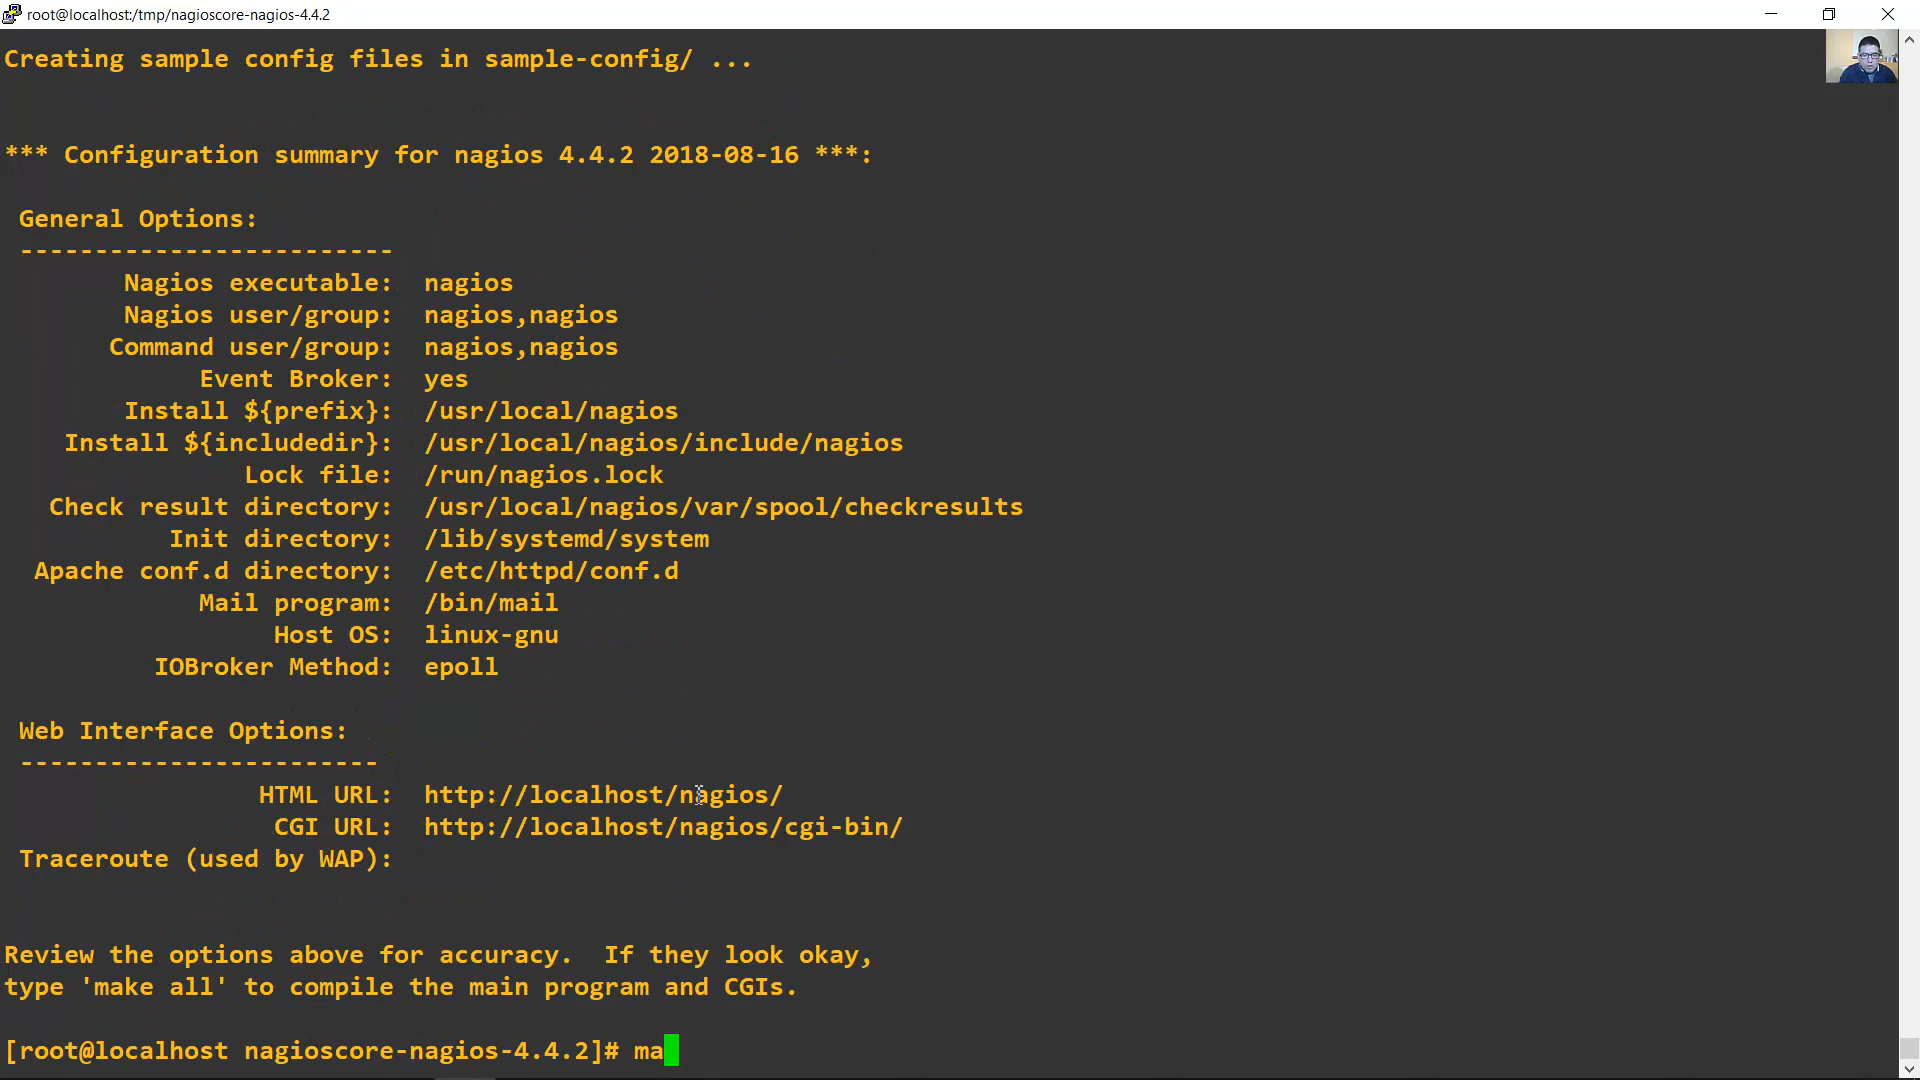 root@localhost:/tmp/nagioscore-nagios-4.4.2
Creating sample config files in sample-config/ ...
*** Configuration summary for nagios 4.4.2 2018-08-16 ***:
General Options:
-------------------------
Nagios executable: nagios
Nagios user/group: nagios,nagios
Command user/group: nagios,nagios
Event Broker: yes
Install ${prefix}: /usr/local/nagios
Install ${includedir}: /usr/local/nagios/include/nagios
Lock file: /run/nagios.lock
Check result directory: /usr/local/nagios/var/spool/checkresults
Init directory: /lib/systemd/system
Apache conf.d directory: /etc/httpd/conf.d
Mail program: /bin/mail
Host OS: linux-gnu
IOBroker Method: epoll
Web Interface Options:
------------------------
HTML URL: http://localhost/nagios/
CGI URL: http://localhost/nagios/cgi-bin/
Traceroute (used by WAP):
Review the options above for accuracy. If they look okay,
type 'make all' to compile the main program and CGIs.
[root@localhost nagioscore-nagios-4.4.2]# ma